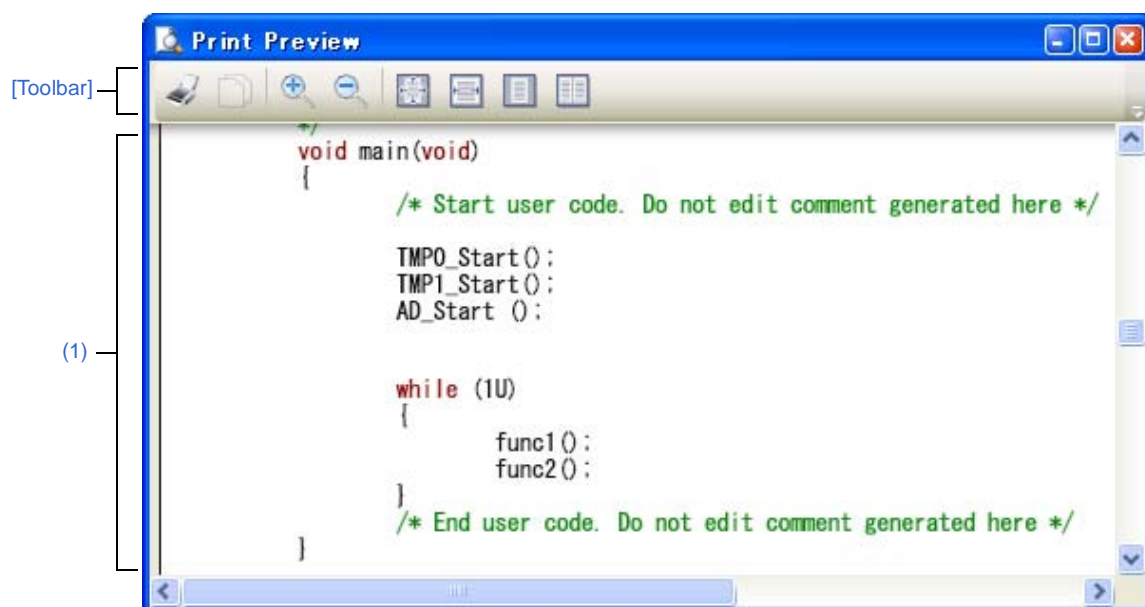 Print Preview
[Toolbar]
*/
void main(void)
{
/* Start user code. Do not edit comment generated here */
TMP0_Start();
TMP1_Start();
AD_Start ();
(1)
while (1U)
{
func1();
func2();
}
/* End user code. Do not edit comment generated here */
}